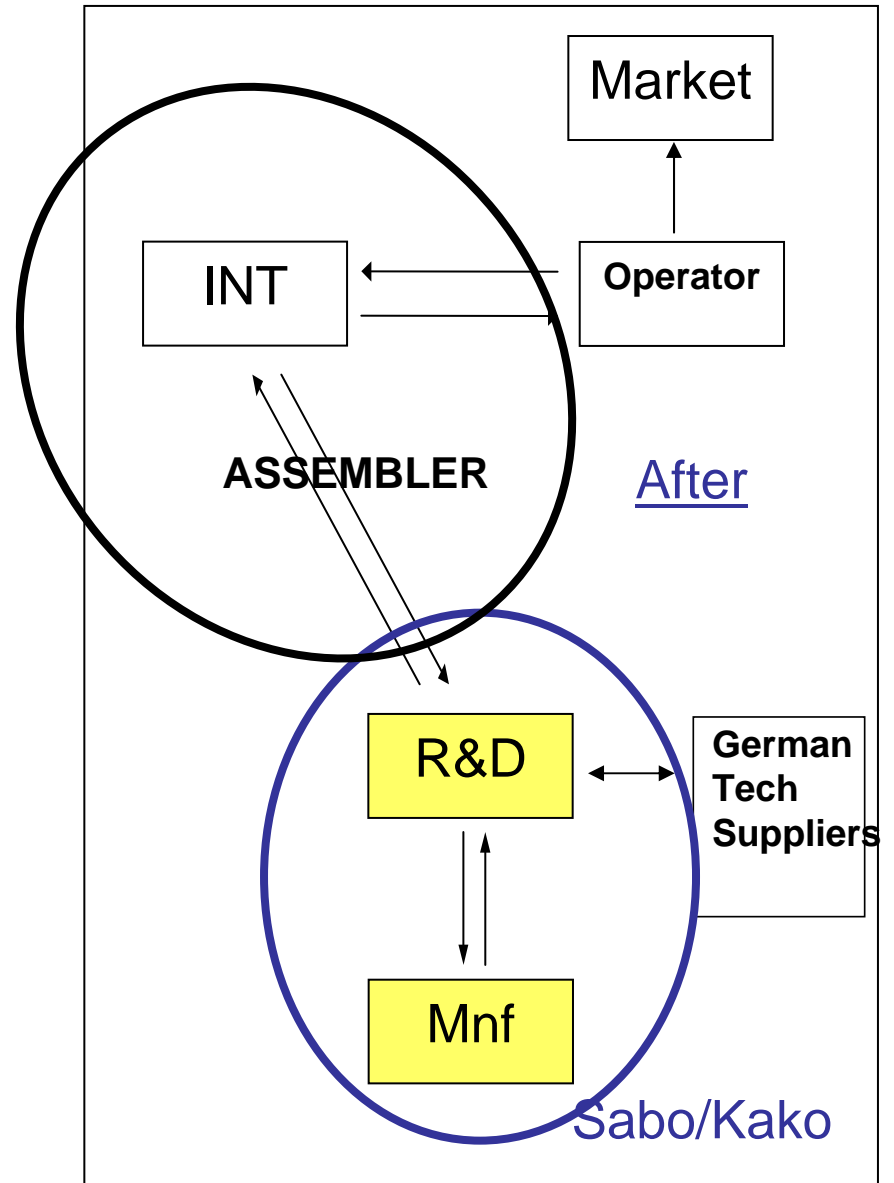 Market
INT
Operator
ASSEMBLER
After
R&D
German
Tech
Suppliers
Mnf
Sabo/Kako